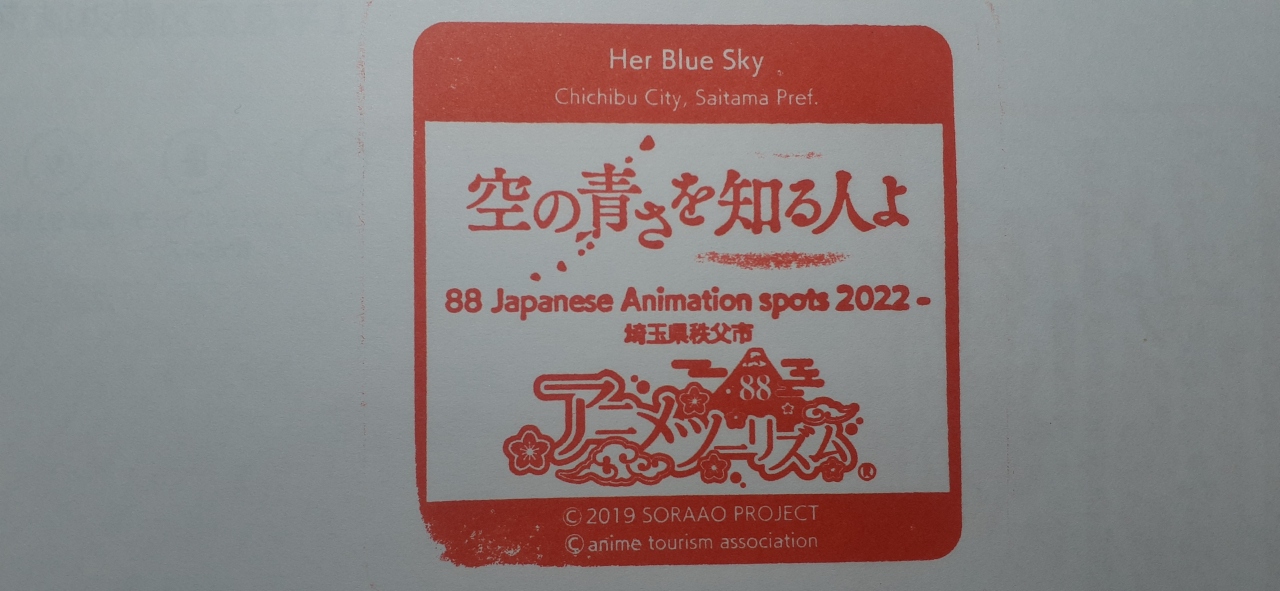 Her Blue Sky
Chichibu City, Saitama Pref.
空の青さを知る人よ
88 Japanese Animation spots 2022 -
埼玉県秩父市
88
アニメツーリズム®
© 2019 SORAAO PROJECT
© anime tourism association